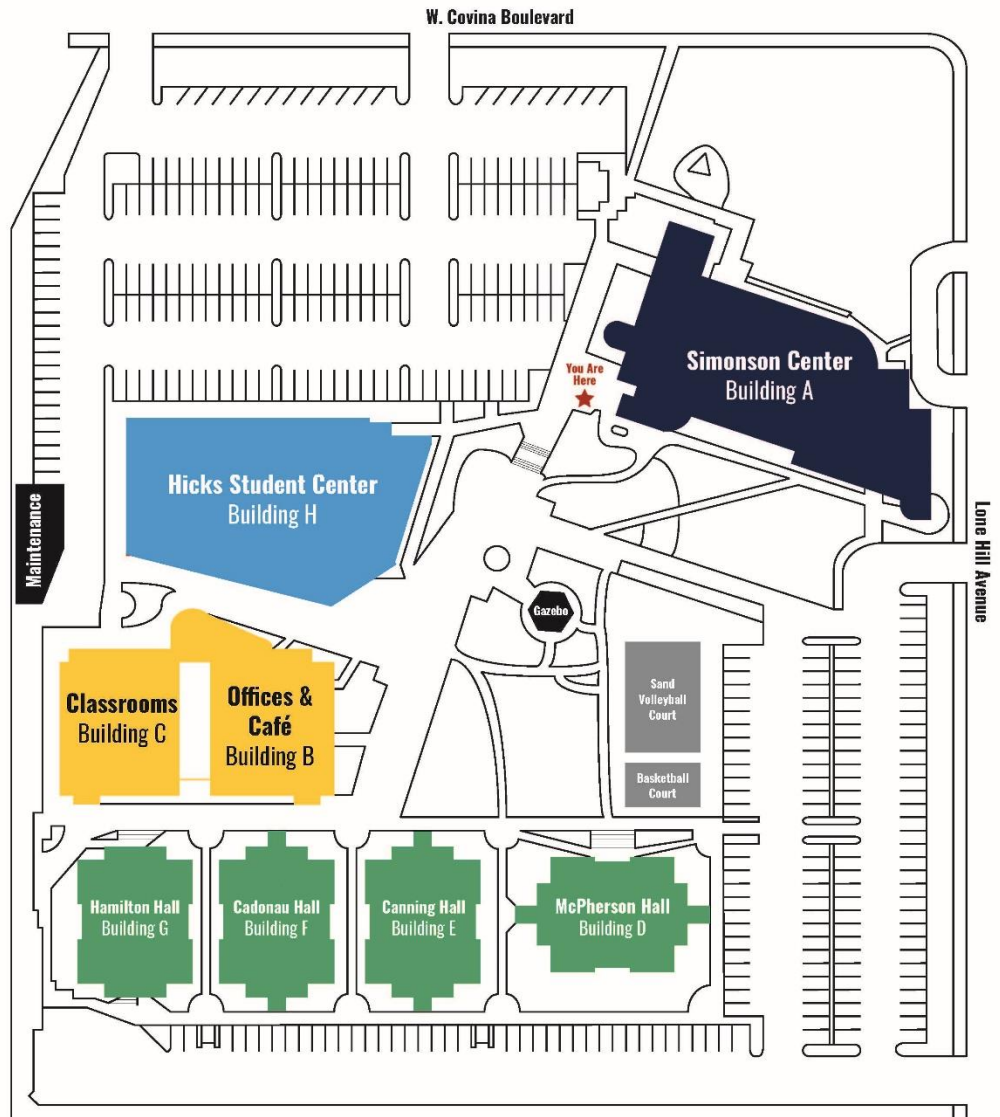 W. Covina Boulevard
Simonson Center
Building A
You Are
Here
Hicks Student Center
Building H
Maintenance
Lone Hill Avenue
Gazebo
Classrooms
Building C
Offices &
Café
Building B
Sand
Volleyball
Court
Basketball
Court
Hamilton Hall
Building G
Cadonau Hall
Building F
Canning Hall
Building E
McPherson Hall
Building D